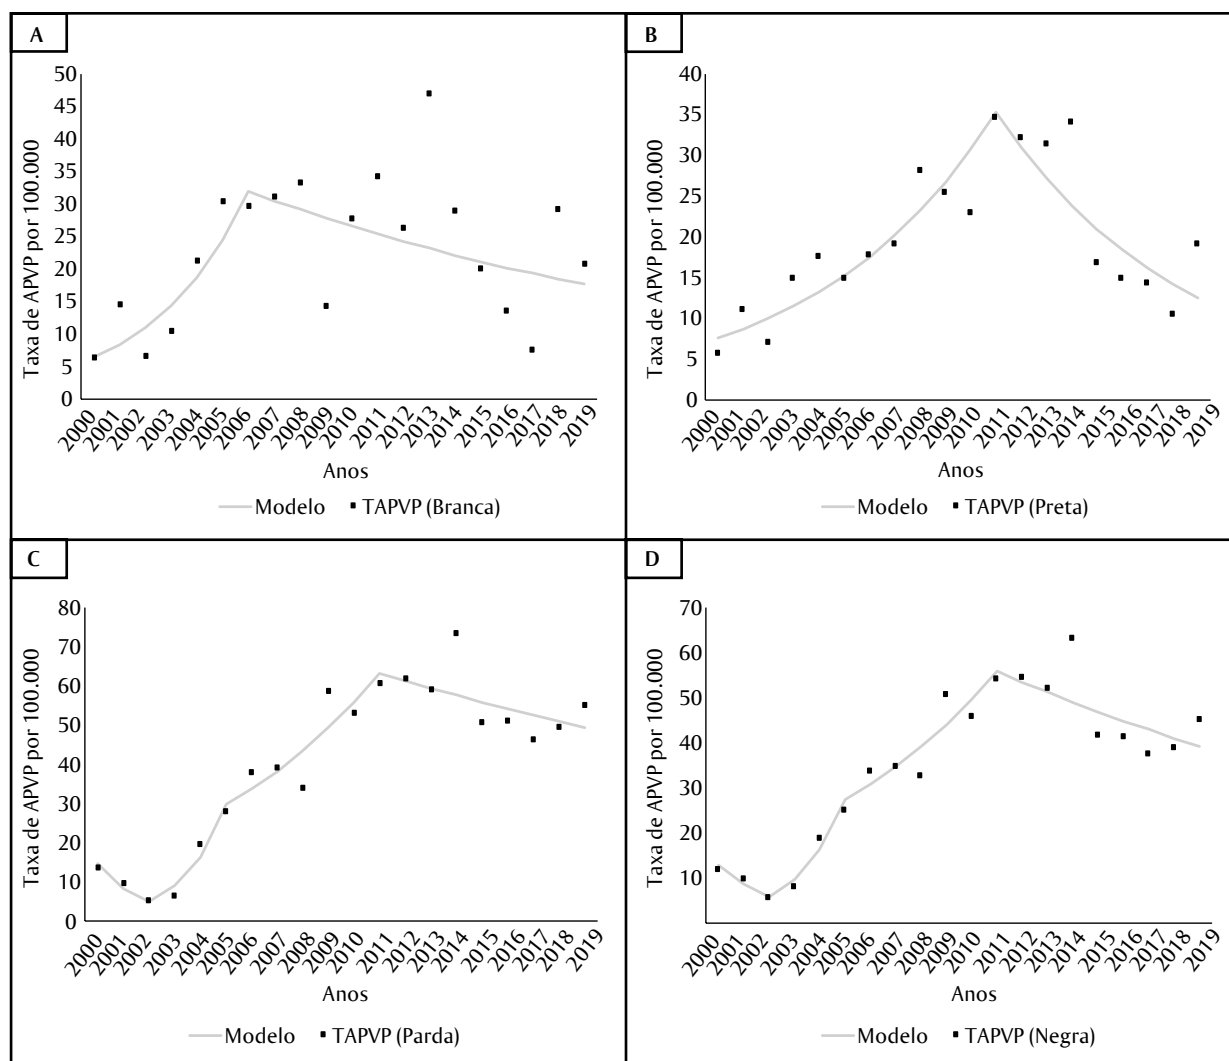 A
Taxa de APVP por 100.000
50
45
40
35
30
25
20
15
10
5
0
2000 2001 2002 2003 2004 2005 2006 2007 2008 2009 2010 2011 2012 2013 2014 2015 2016 2017 2018 2019
Anos
Modelo TAPVP (Branca)
B
Taxa de APVP por 100.000
40
35
30
25
20
15
10
5
0
2000 2001 2002 2003 2004 2005 2006 2007 2008 2009 2010 2011 2012 2013 2014 2015 2016 2017 2018 2019
Anos
Modelo TAPVP (Preta)
C
Taxa de APVP por 100.000
80
70
60
50
40
30
20
10
0
2000 2001 2002 2003 2004 2005 2006 2007 2008 2009 2010 2011 2012 2013 2014 2015 2016 2017 2018 2019
Anos
Modelo TAPVP (Parda)
D
Taxa de APVP por 100.000
70
60
50
40
30
20
10
2000 2001 2002 2003 2004 2005 2006 2007 2008 2009 2010 2011 2012 2013 2014 2015 2016 2017 2018 2019
Anos
Modelo TAPVP (Negra)